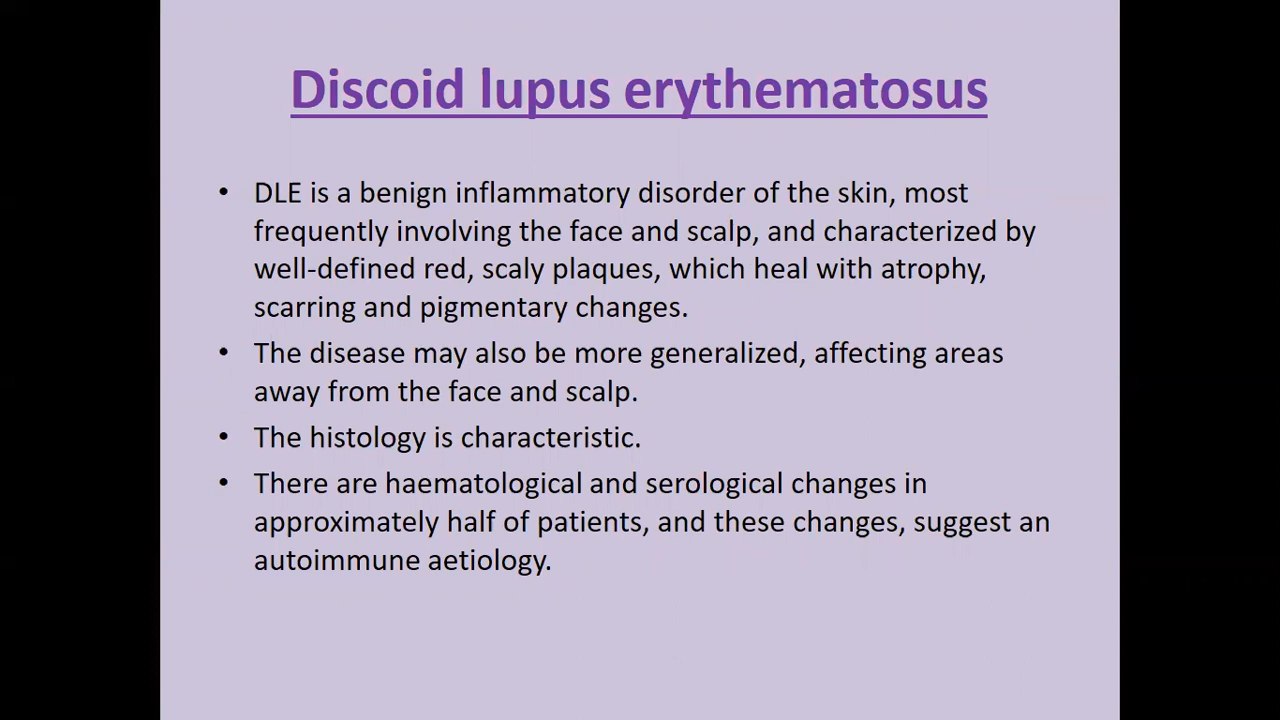 Discoid lupus erythematosus
• DLE is a benign inflammatory disorder of the skin, most
frequently involving the face and scalp, and characterized by
well-defined red, scaly plaques, which heal with atrophy,
scarring and pigmentary changes.
• The disease may also be more generalized, affecting areas
away from the face and scalp.
• The histology is characteristic.
• There are haematological and serological changes in
approximately half of patients, and these changes, suggest an
autoimmune aetiology.